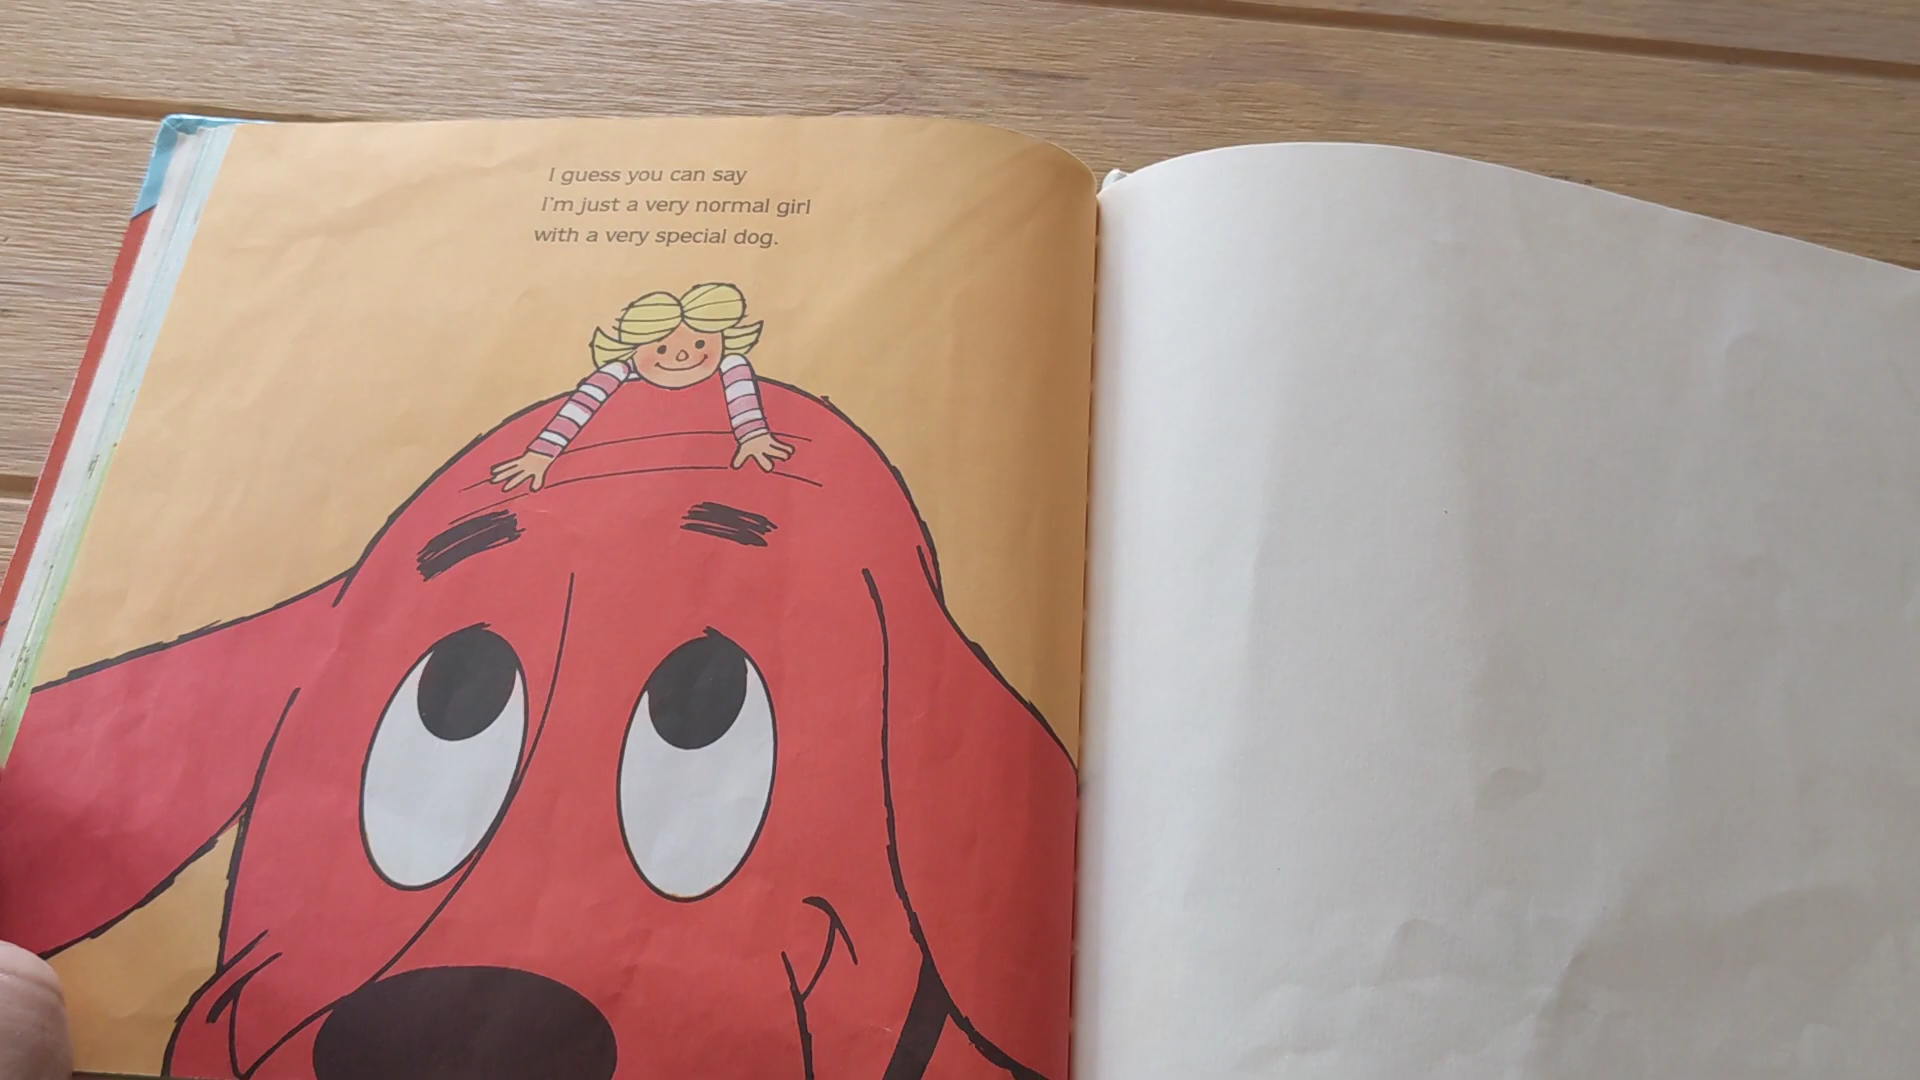 I guess you can say
I'm just a very normal girl
with a very special dog.